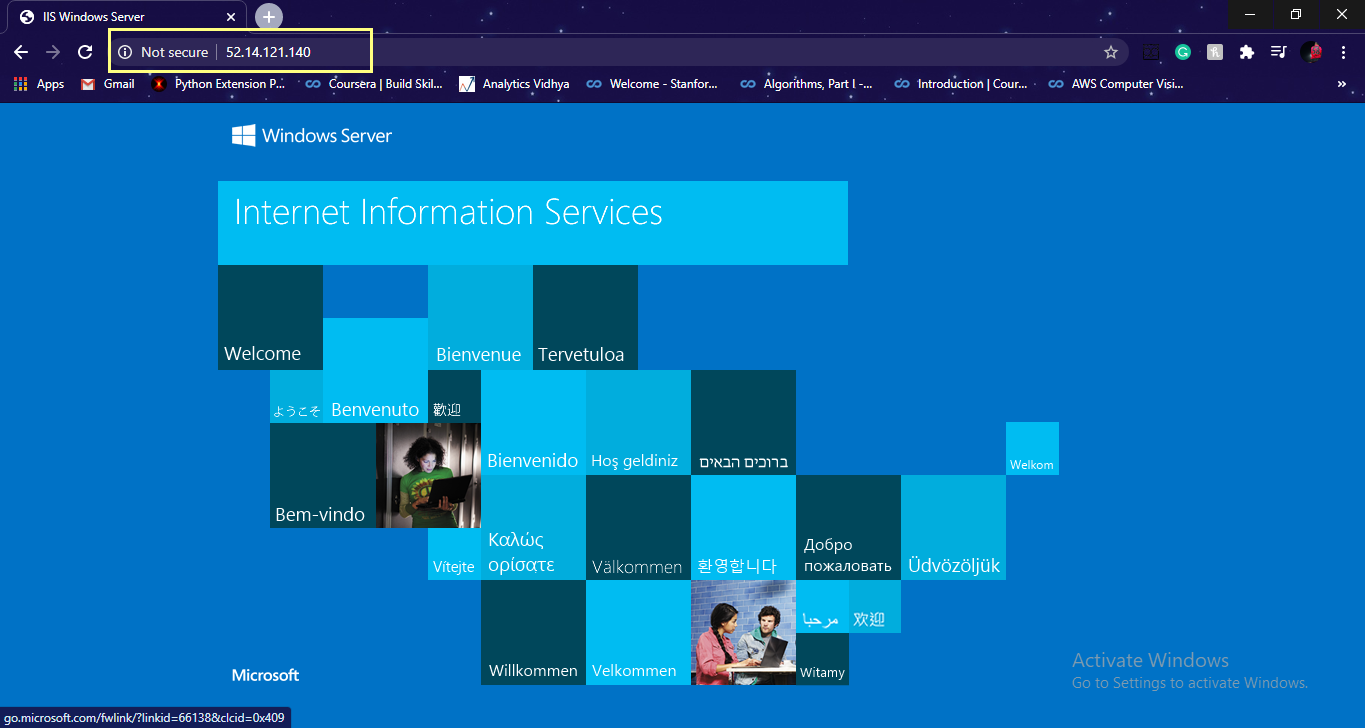 IIS Windows Server
Not secure
52.14.121.140
Apps
Gmail
Python Extension P...
Coursera | Build Skil...
Analytics Vidhya
Welcome - Stanfor...
Algorithms, Part I -...
Introduction | Cour...
AWS Computer Visi...
Windows Server
Internet Information Services
Welcome
Bienvenue
Tervetuloa
ようこそ
Benvenuto
歡迎
Bienvenido
Hoş geldiniz
ברוכים הבאים
Welkom
Bem-vindo
Vítejte
Καλώς
ορίσατε
Välkommen
환영합니다
Добро
пожаловать
Üdvözöljük
مرحبا
欢迎
Willkommen
Velkommen
Witamy
Microsoft
Activate Windows
Go to Settings to activate Windows.
go.microsoft.com/fwlink/?linkid=66138&clcid=0x409